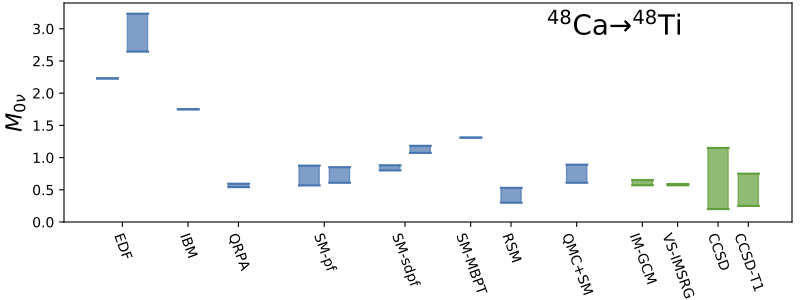 ⁴⁸Ca→⁴⁸Ti
M₀ᵥ
3.0
2.5
2.0
1.5
1.0
0.5
0.0
EDF
IBM
QRPA
SM-pf
SM-sdpf
SM-MBPT
RSM
QMC+SM
IM-GCM
VS-IMSRG
CCSD
CCSD-T1